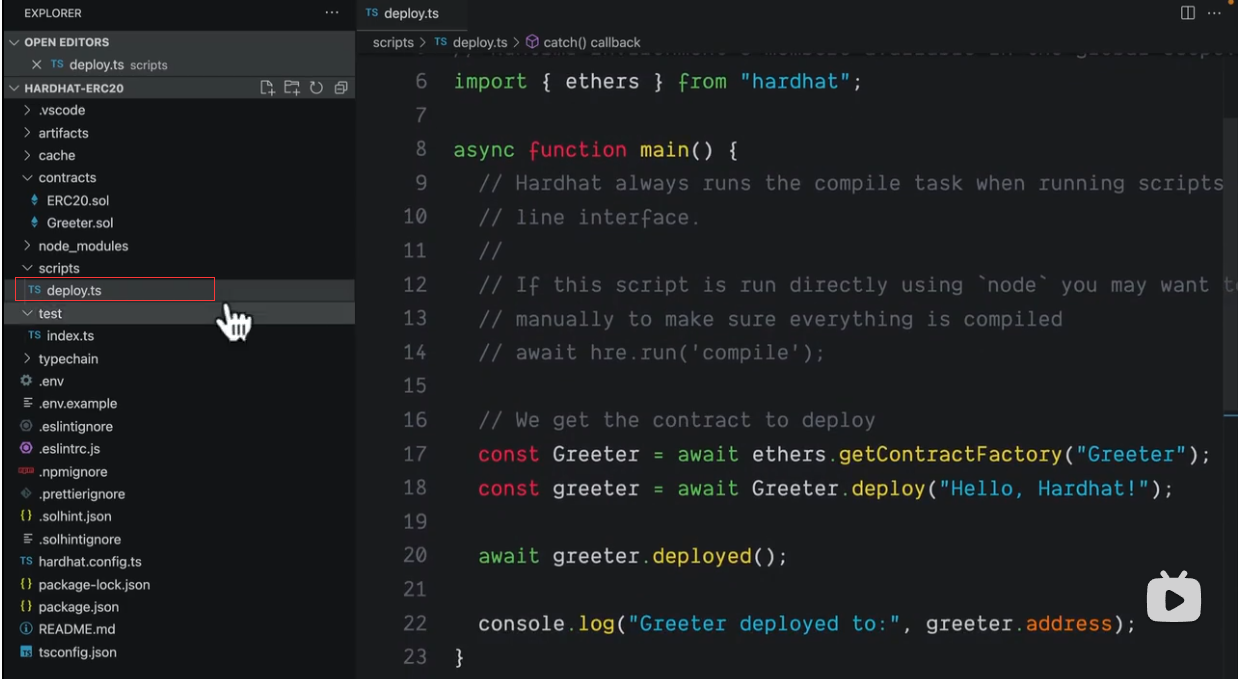 EXPLORER
OPEN EDITORS
TS deploy.ts scripts
HARDHAT-ERC20
.vscode
artifacts
cache
contracts
ERC20.sol
Greeter.sol
node_modules
scripts
TS deploy.ts
test
TS index.ts
typechain
.env
.env.example
.eslintignore
.eslintrc.js
.npmignore
.prettierignore
{} .solhint.json
.solhintignore
TS hardhat.config.ts
{} package-lock.json
{} package.json
README.md
tsconfig.json
TS deploy.ts
scripts > TS deploy.ts > catch() callback
6 import { ethers } from "hardhat";
7
8 async function main() {
9 // Hardhat always runs the compile task when running scripts
10 // line interface.
11 //
12 // If this script is run directly using `node` you may want
13 // manually to make sure everything is compiled
14 // await hre.run('compile');
15
16 // We get the contract to deploy
17 const Greeter = await ethers.getContractFactory("Greeter");
18 const greeter = await Greeter.deploy("Hello, Hardhat!");
19
20 await greeter.deployed();
21
22 console.log("Greeter deployed to:", greeter.address);
23 }